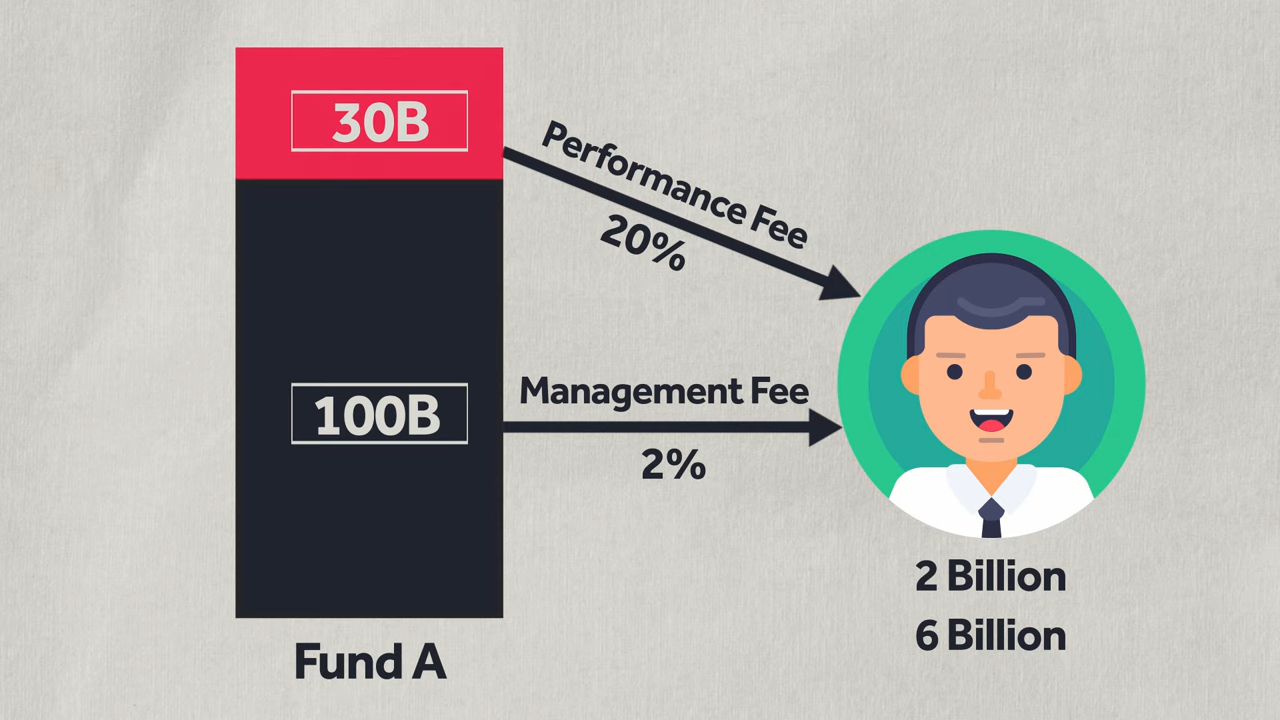 30B
Performance Fee
20%
100B
Management Fee
2%
2 Billion
6 Billion
Fund A